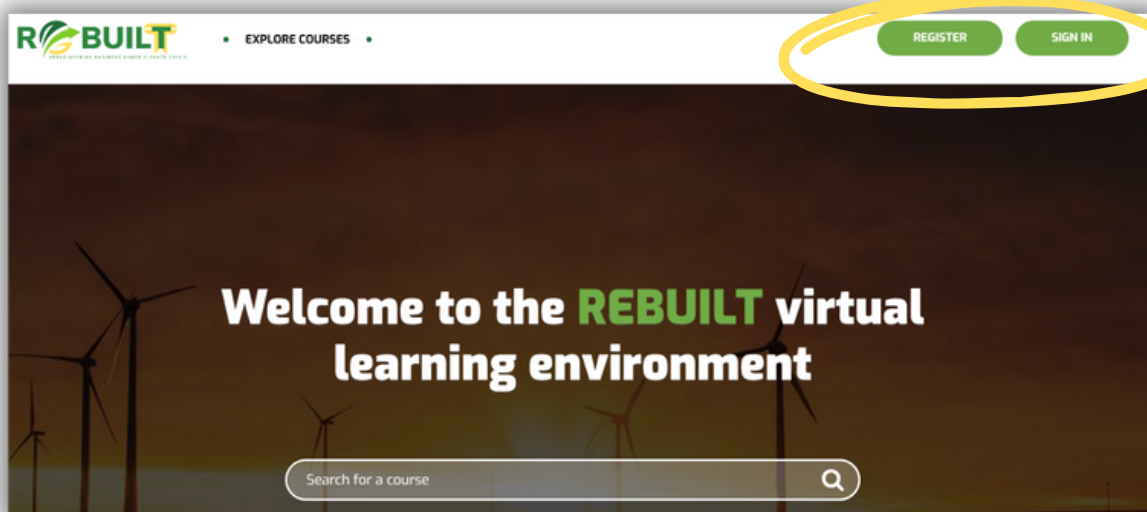 REBUILT
• EXPLORE COURSES •
REGISTER
SIGN IN
Welcome to the REBUILT virtual
learning environment
Search for a course